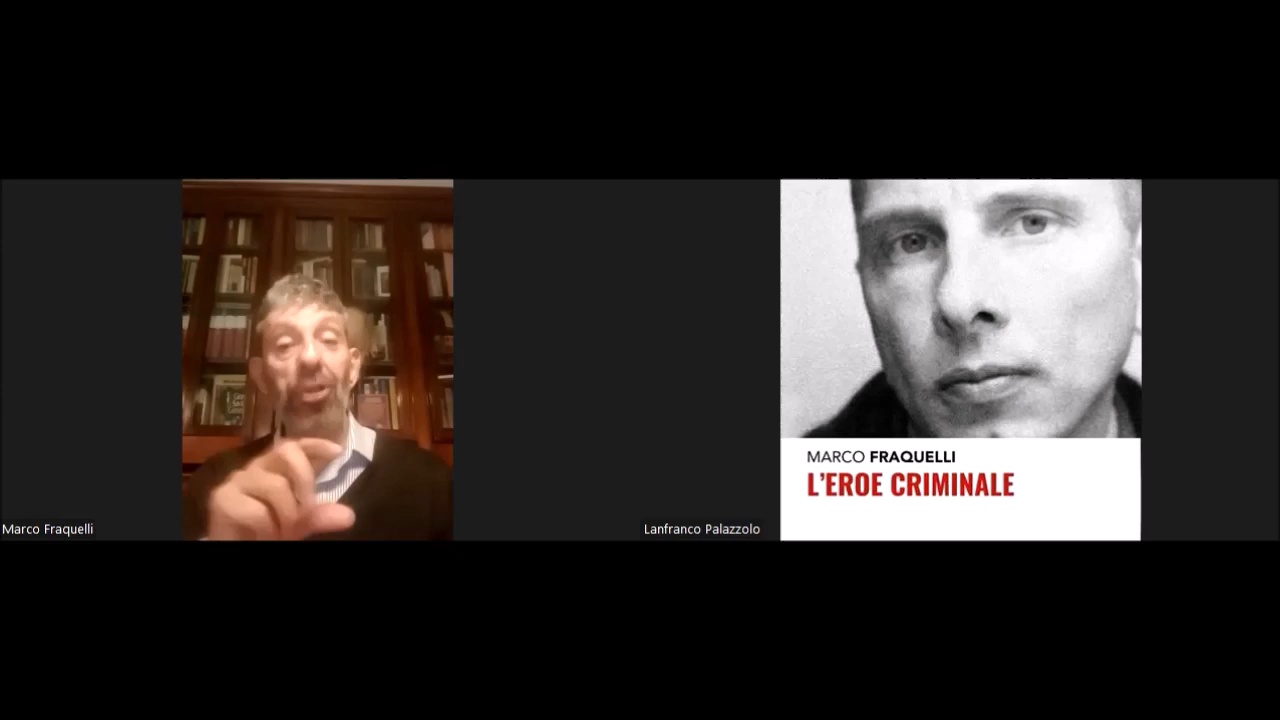 Marco Fraquelli
Lanfranco Palazzolo
MARCO FRAQUELLI
L'EROE CRIMINALE